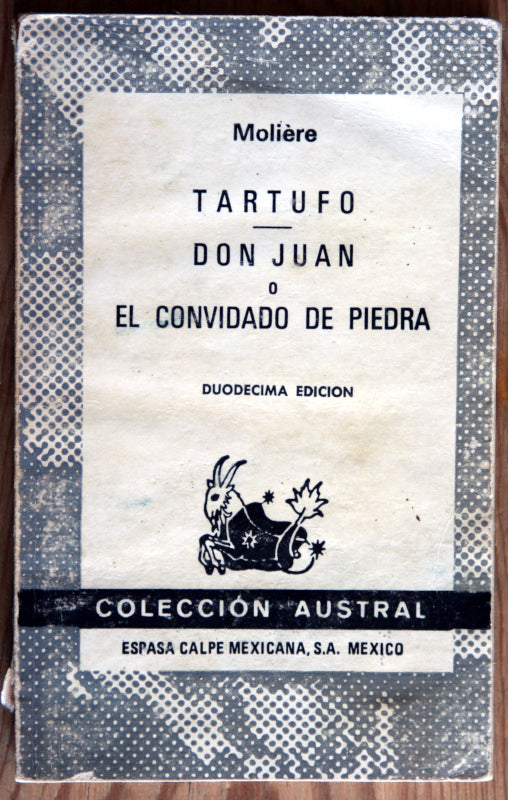 Molière
TARTUFO
DON JUAN
o
EL CONVIDADO DE PIEDRA
DUODECIMA EDICION
COLECCIÓN AUSTRAL
ESPASA CALPE MEXICANA, S.A. MEXICO